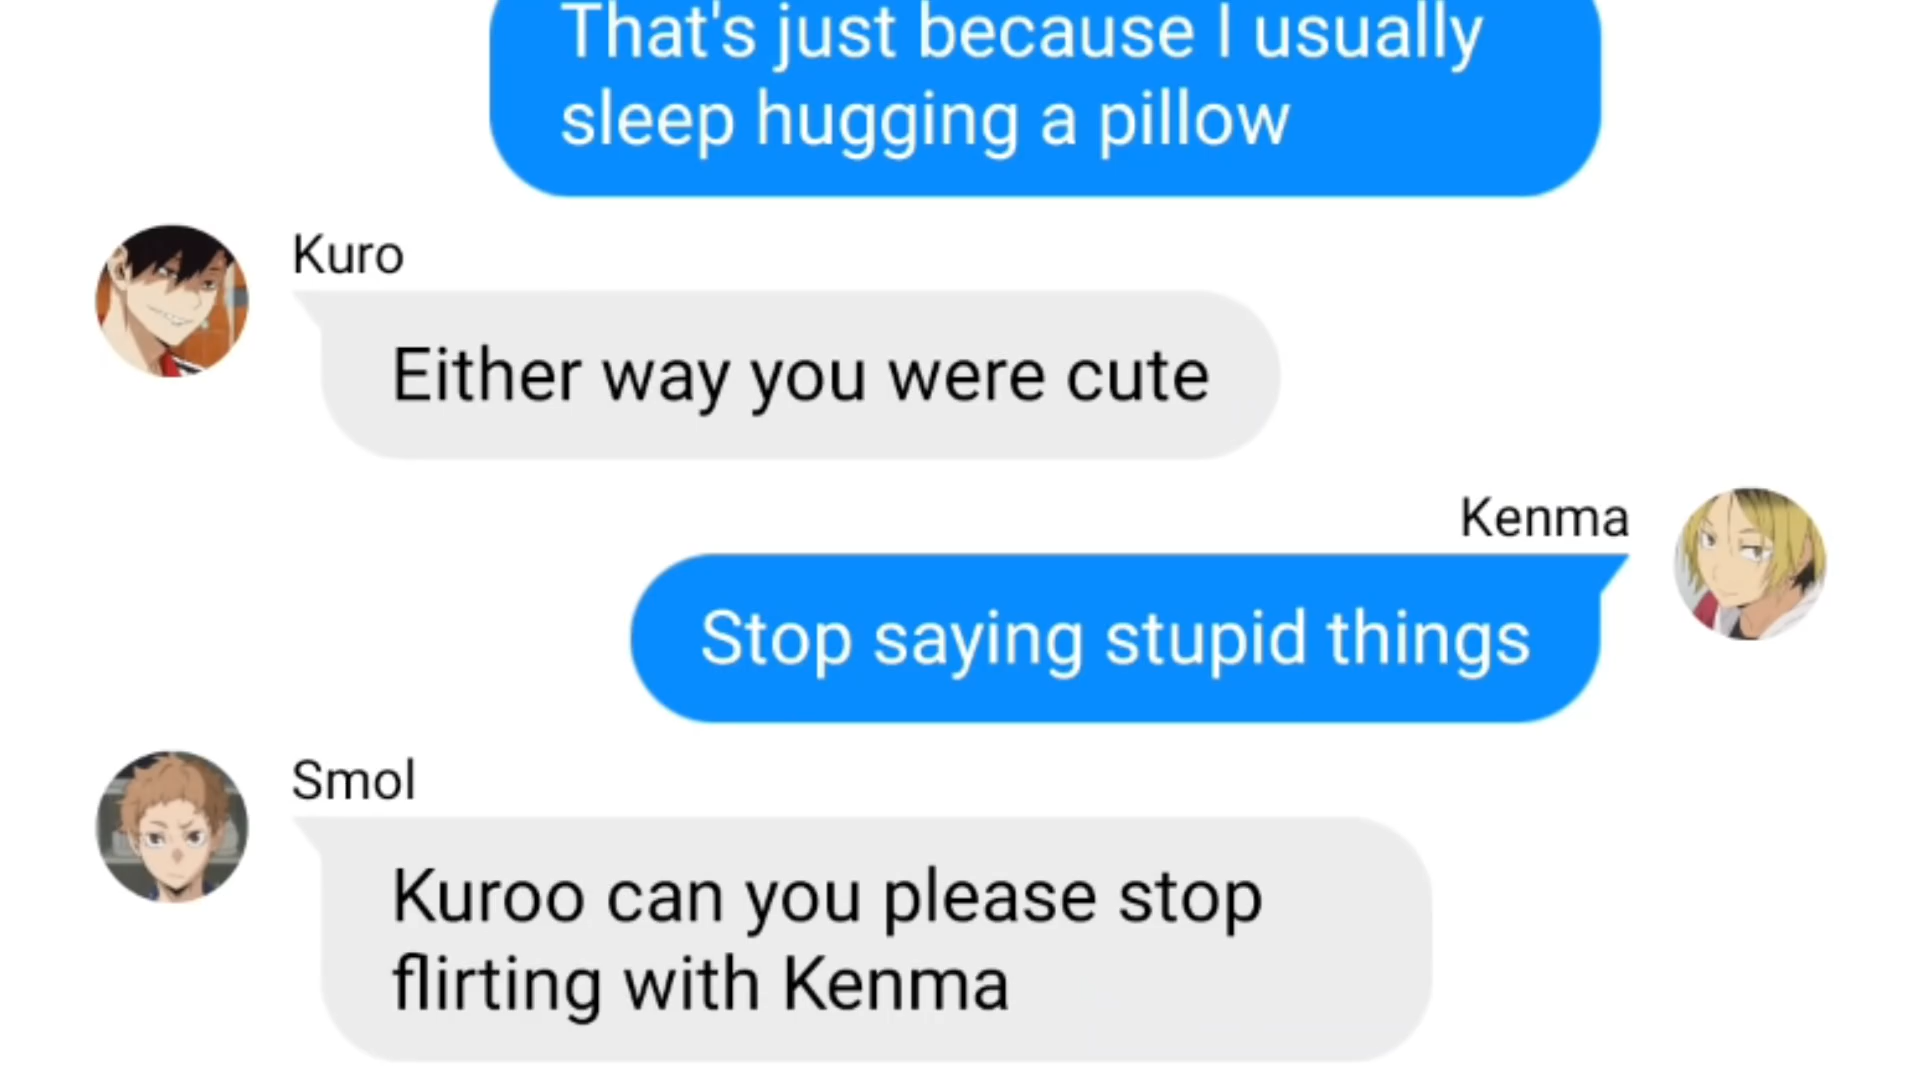 That's just because I usually
sleep hugging a pillow
Kuro
Either way you were cute
Kenma
Stop saying stupid things
Smol
Kuroo can you please stop
flirting with Kenma